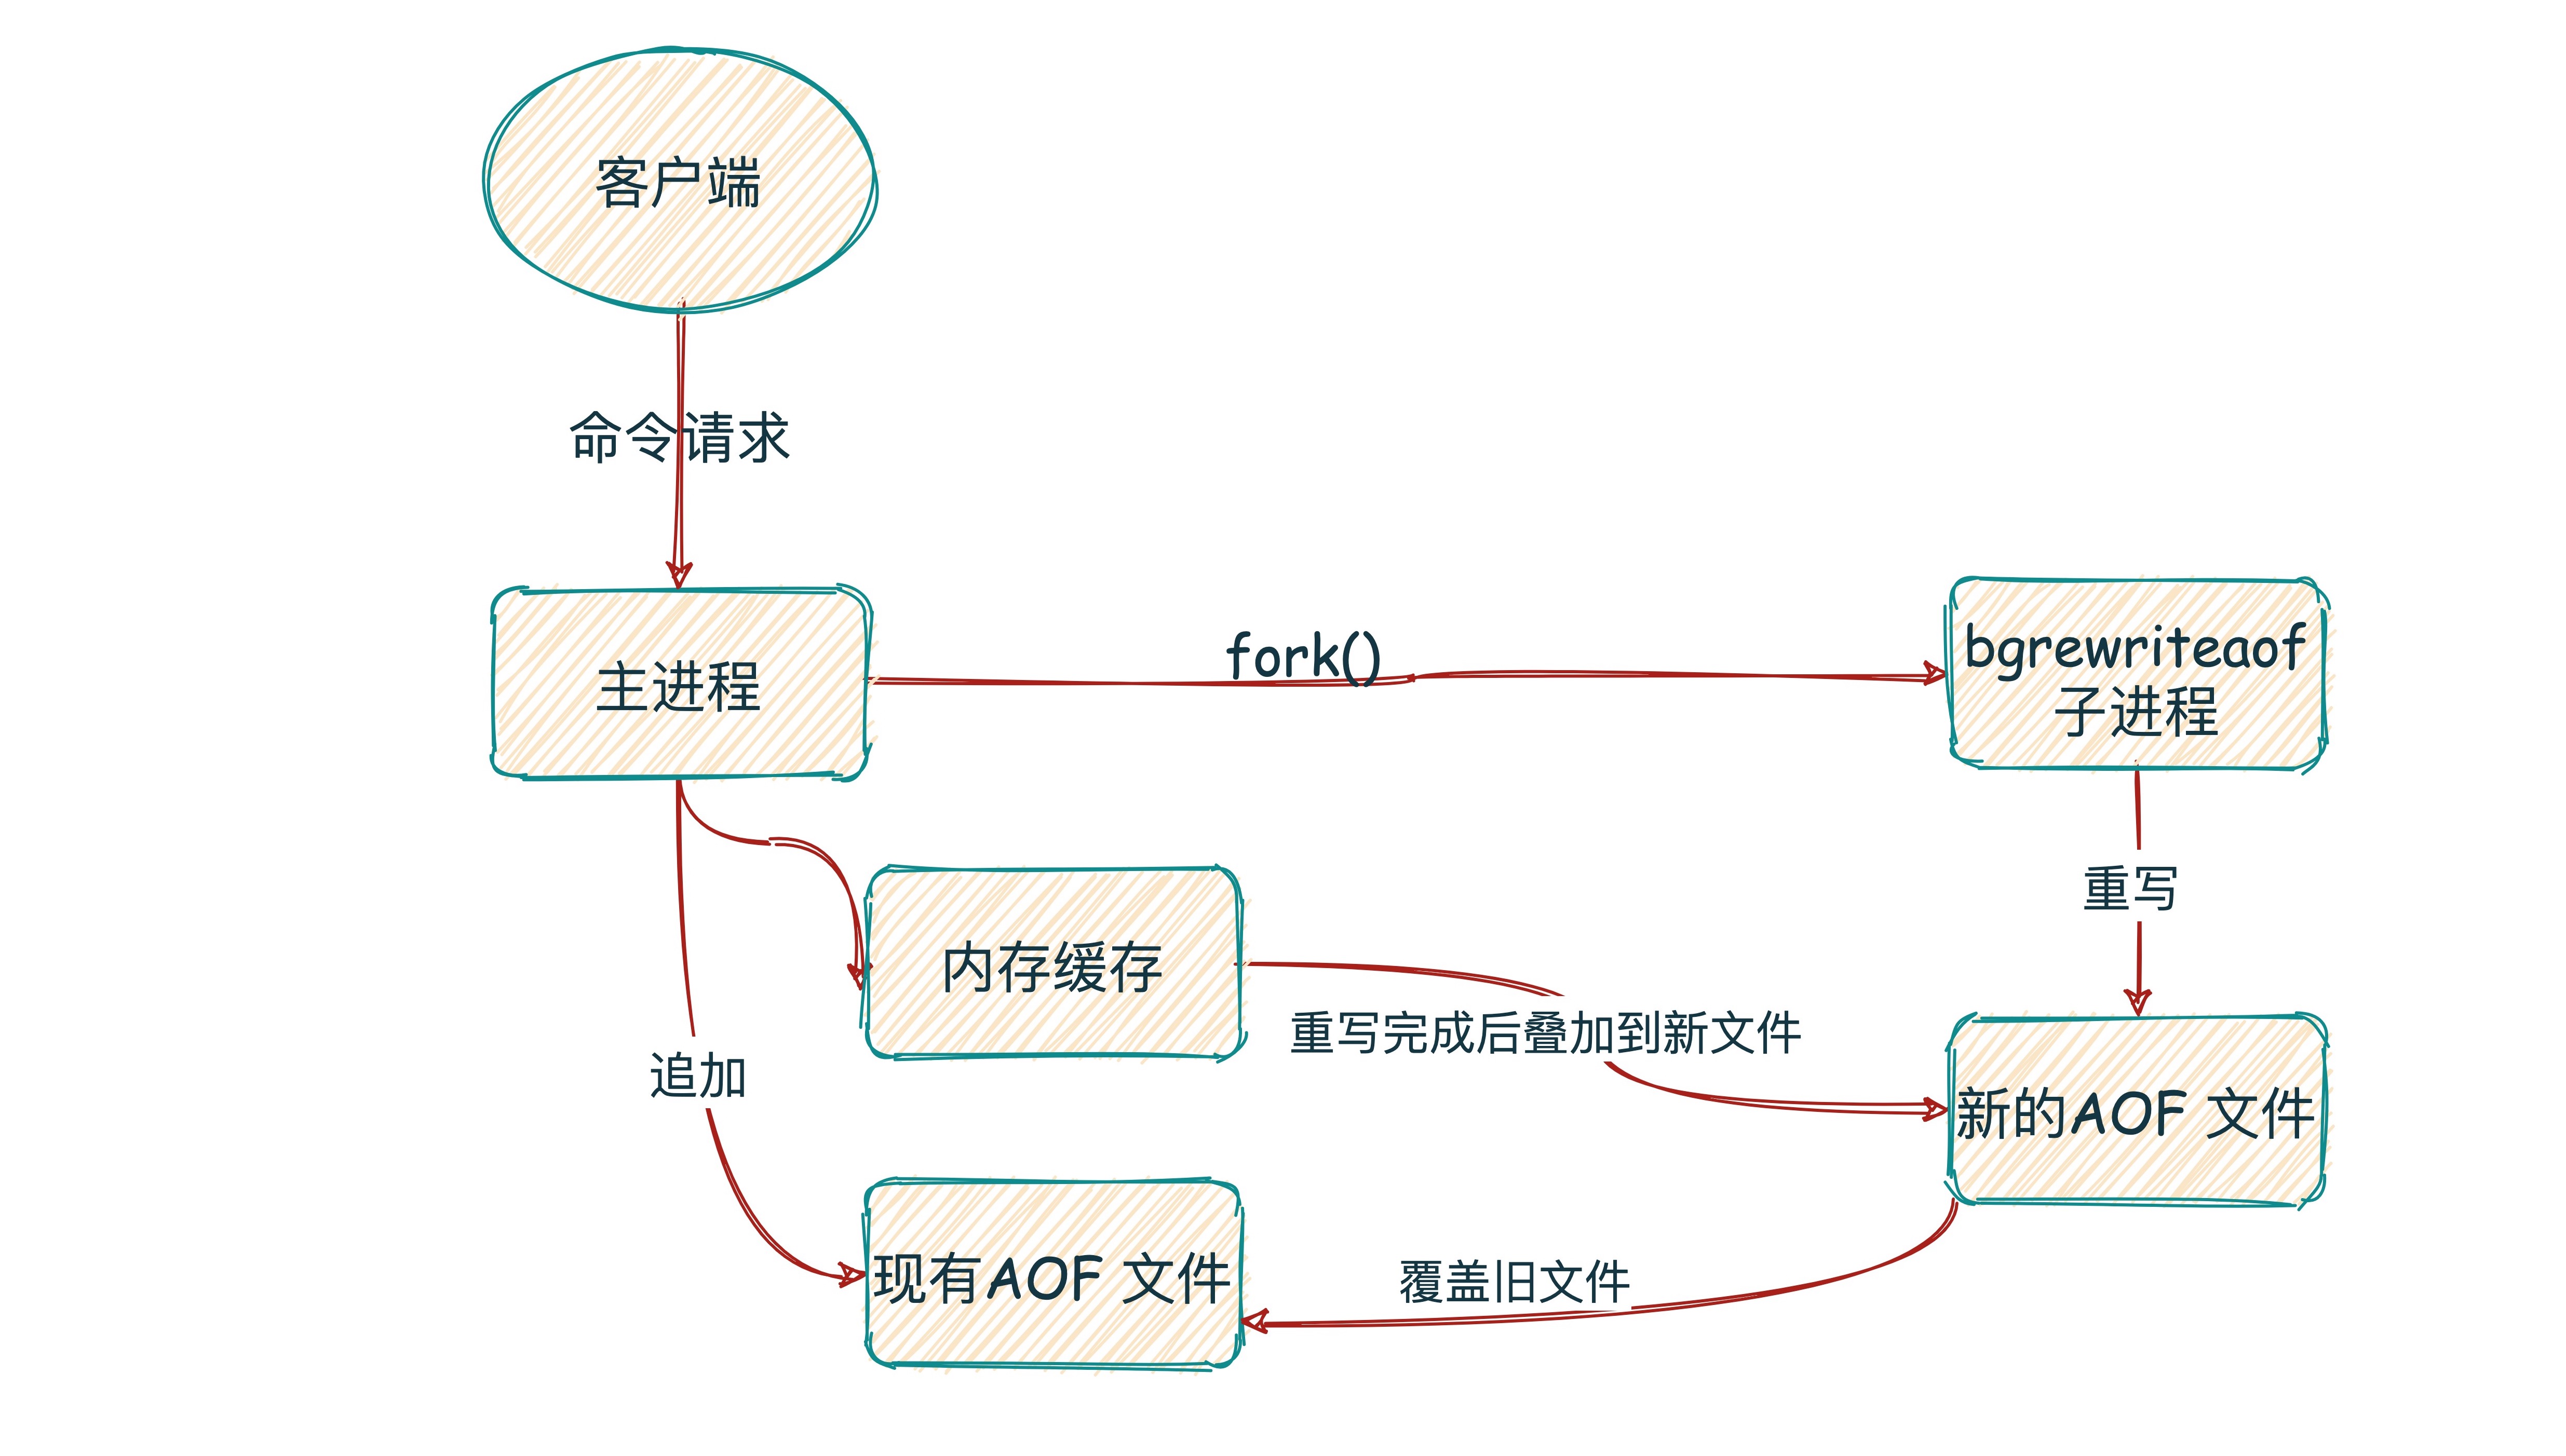 客户端
命令请求
主进程
fork()
bgrewriteaof
子进程
重写
内存缓存
重写完成后叠加到新文件
追加
新的AOF 文件
现有AOF 文件
覆盖旧文件